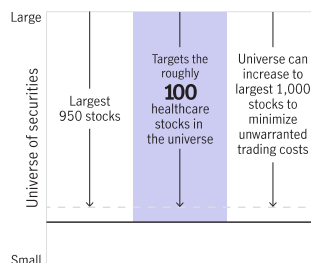 Large
Universe of securities
Largest
950 stocks
Targets the
roughly
100
healthcare
stocks in
the universe
Universe can
increase to
largest 1,000
stocks to
minimize
unwarranted
trading costs
Small